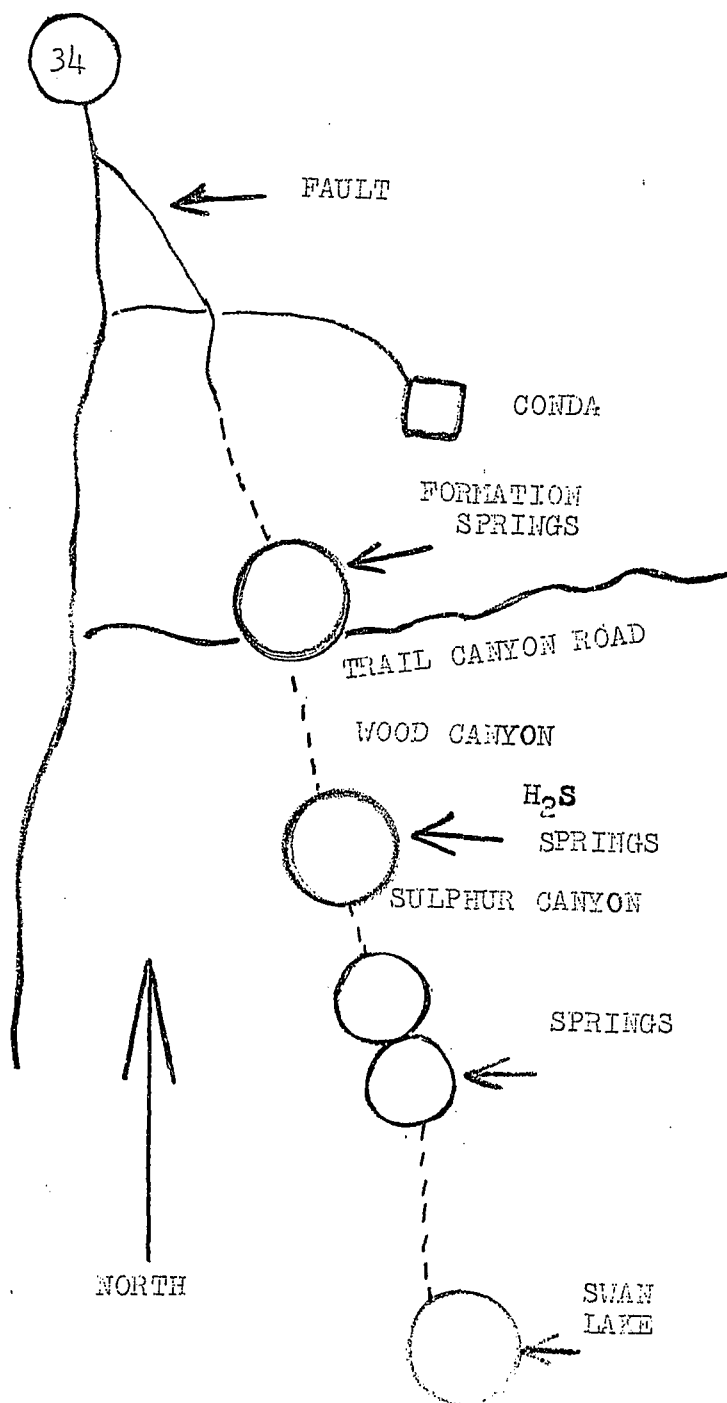 34
FAULT
CONDA
FORMATION
SPRINGS
TRAIL CANYON ROAD
WOOD CANYON
H₂S
SPRINGS
SULPHUR CANYON
SPRINGS
NORTH
SWAN
LAKE